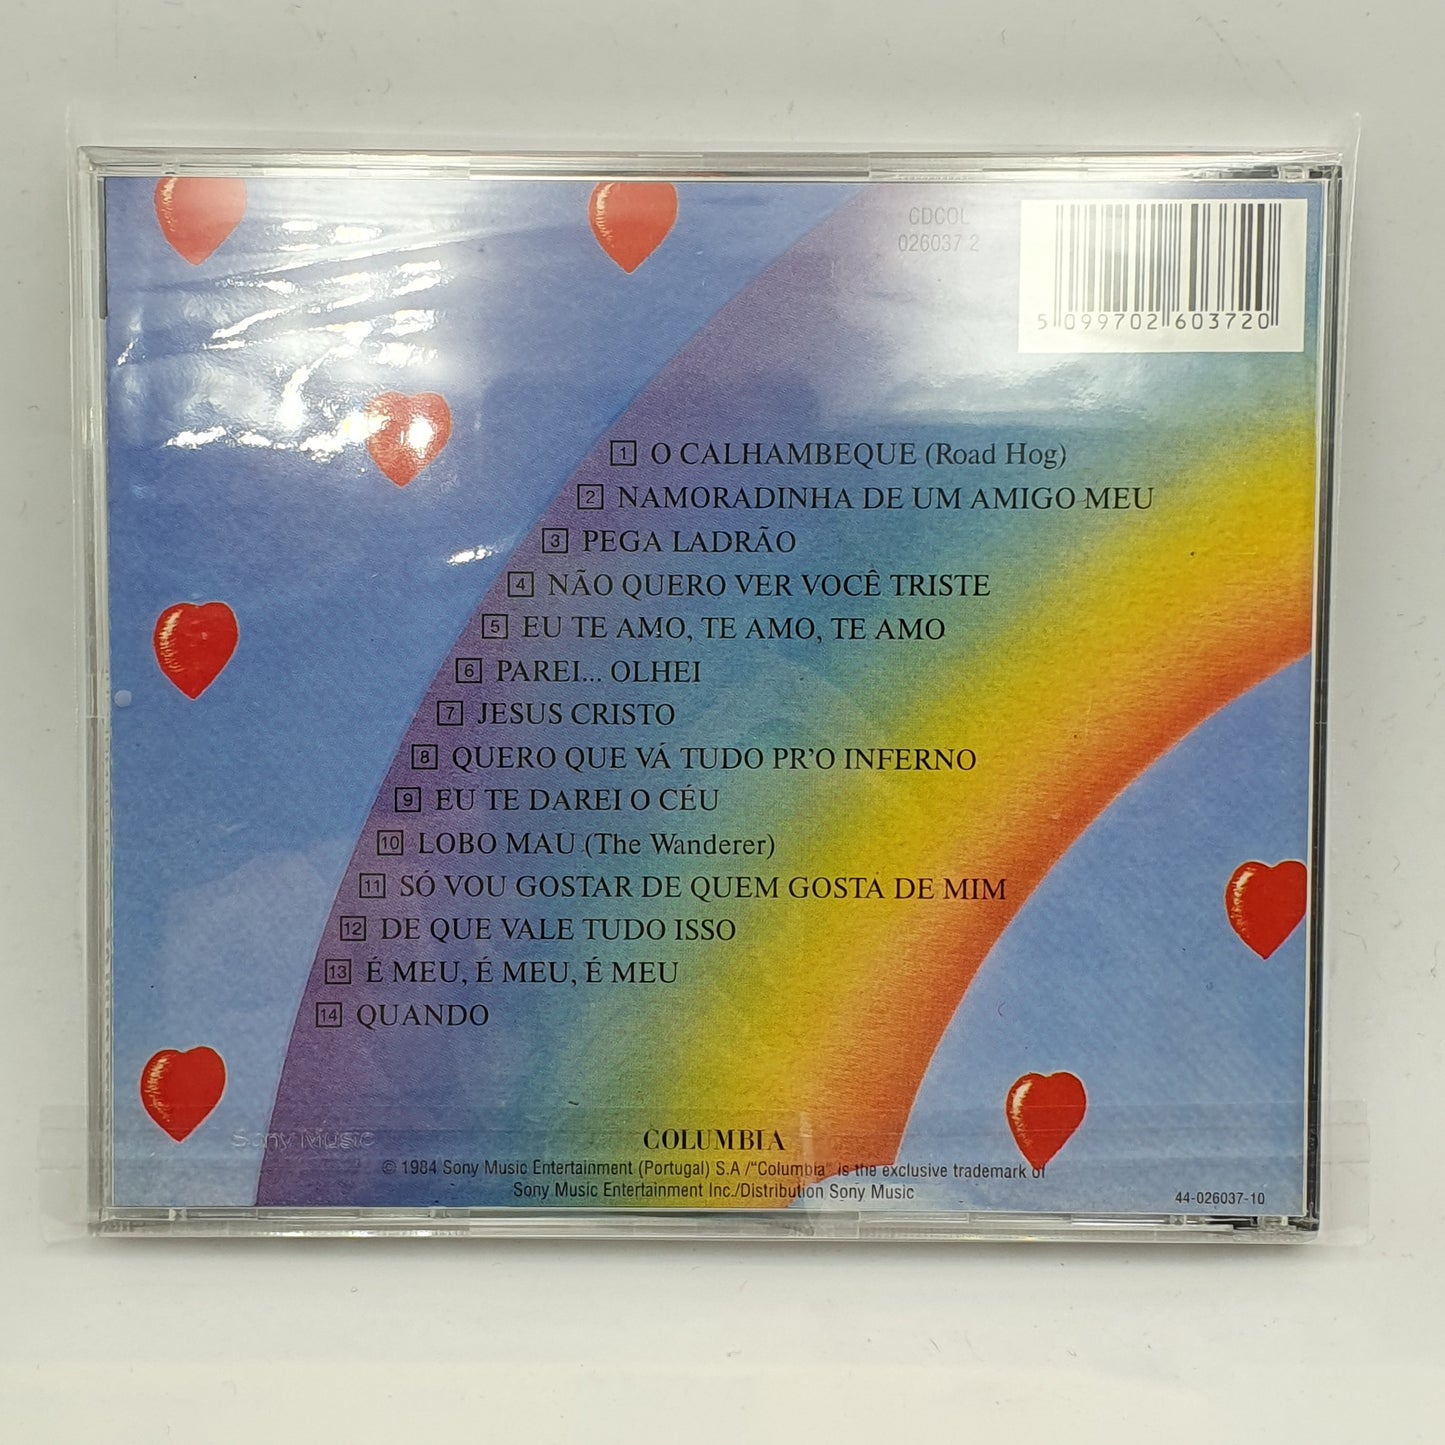 CDCOL
026037 2
5 099702 603720
1 O CALHAMBEQUE (Road Hog)
2 NAMORADINHA DE UM AMIGO MEU
3 PEGA LADRÃO
4 NÃO QUERO VER VOCÊ TRISTE
5 EU TE AMO, TE AMO, TE AMO
6 PAREI... OLHEI
7 JESUS CRISTO
8 QUERO QUE VÁ TUDO PR'O INFERNO
9 EU TE DAREI O CÉU
10 LOBO MAU (The Wanderer)
11 SÓ VOU GOSTAR DE QUEM GOSTA DE MIM
12 DE QUE VALE TUDO ISSO
13 É MEU, É MEU, É MEU
14 QUANDO
Sony Music
COLUMBIA
© 1984 Sony Music Entertainment (Portugal) S.A /"Columbia" is the exclusive trademark of
Sony Music Entertainment Inc./Distribution Sony Music
44-026037-10